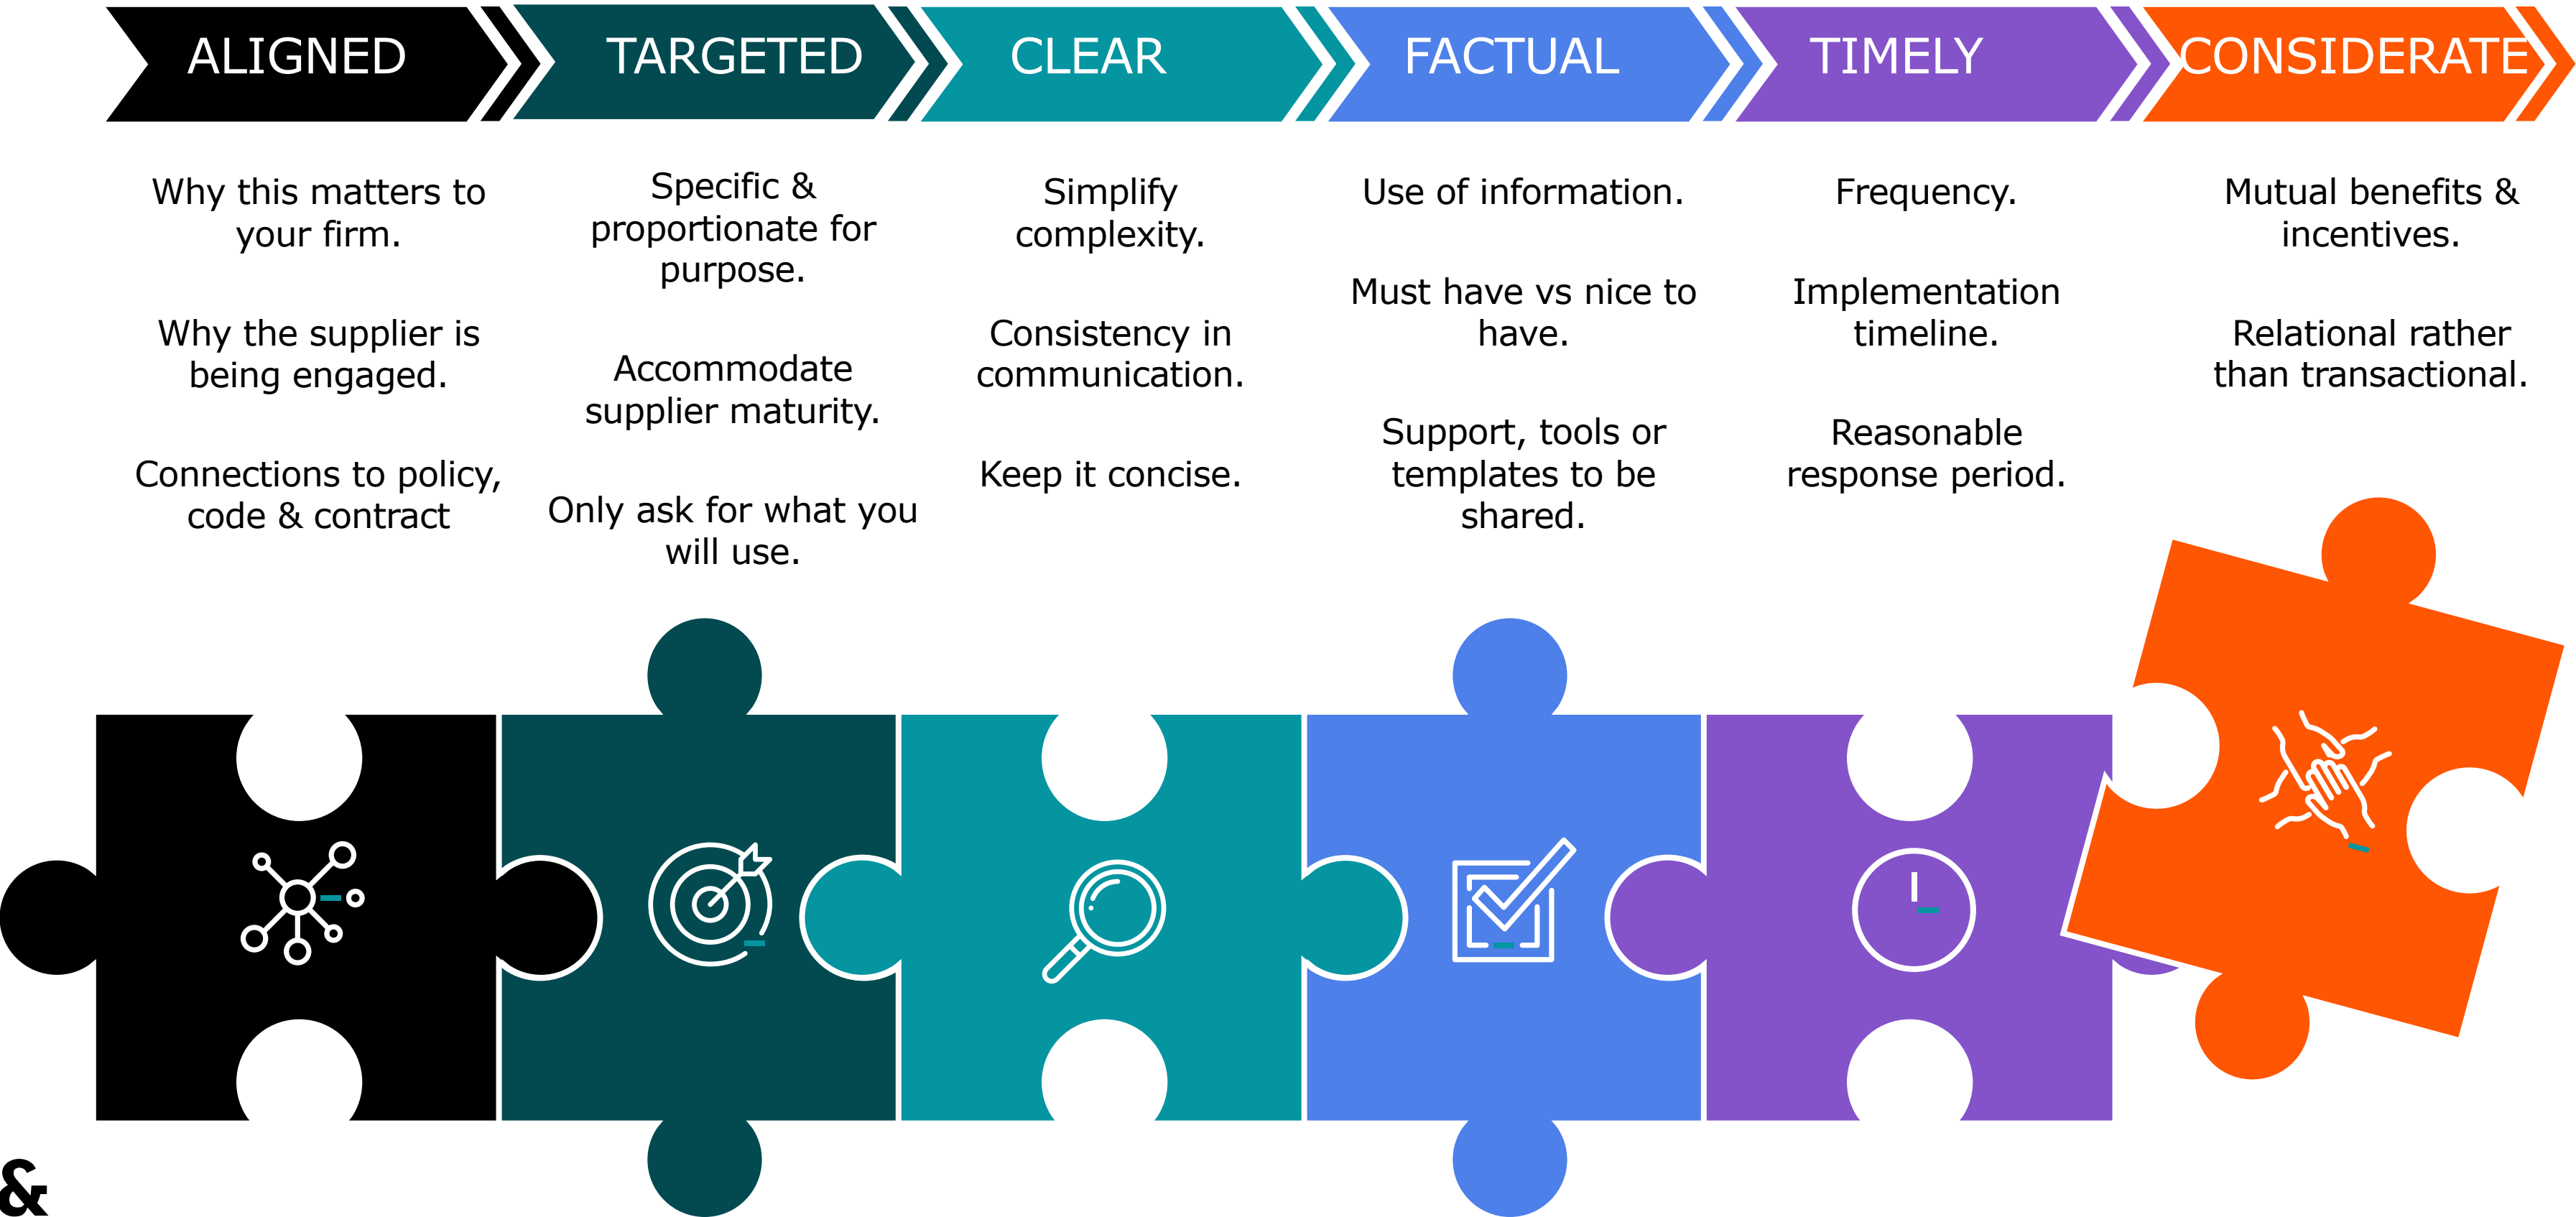 ALIGNED
TARGETED
CLEAR
FACTUAL
TIMELY
CONSIDERATE
Why this matters to
your firm.
Why the supplier is
being engaged.
Connections to policy,
code & contract
Specific &
proportionate for
purpose.
Accommodate
supplier maturity.
Only ask for what you
will use.
Simplify
complexity.
Consistency in
communication.
Keep it concise.
Use of information.
Must have vs nice to
have.
Support, tools or
templates to be
shared.
Frequency.
Implementation
timeline.
Reasonable
response period.
Mutual benefits &
incentives.
Relational rather
than transactional.
&